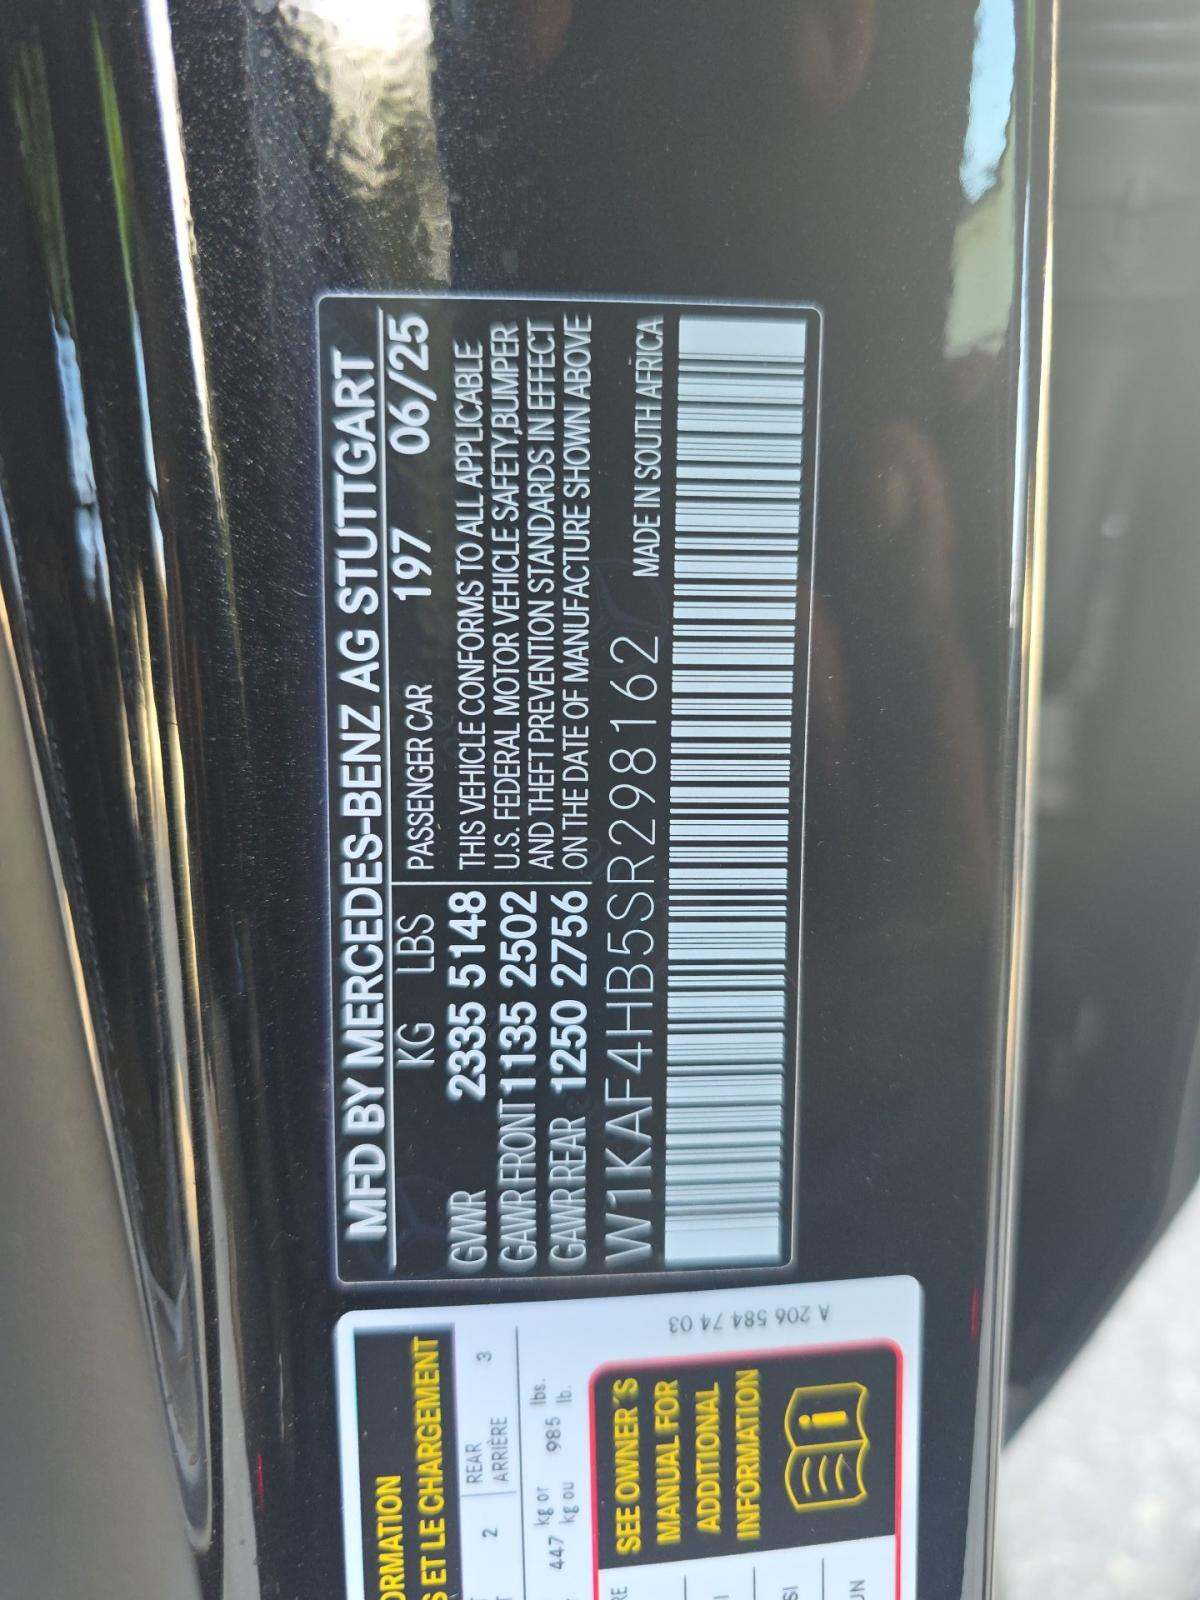 MFD BY MERCEDES-BENZ AG STUTTGART
KG LBS PASSENGER CAR 197 06/25
GVWR 2335 5148
GAWR FRONT 1135 2502
GAWR REAR 1250 2756
THIS VEHICLE CONFORMS TO ALL APPLICABLE
U.S. FEDERAL MOTOR VEHICLE SAFETY,BUMPER
AND THEFT PREVENTION STANDARDS IN EFFECT
ON THE DATE OF MANUFACTURE SHOWN ABOVE
W1KAF4HB5SR298162 MADE IN SOUTH AFRICA
ET LE CHARGEMENT
2 REAR 3
ARRIÈRE
447 kg or 985 lbs.
kg ou lb.
SEE OWNER´S
MANUAL FOR
ADDITIONAL
INFORMATION
A 206 584 74 03